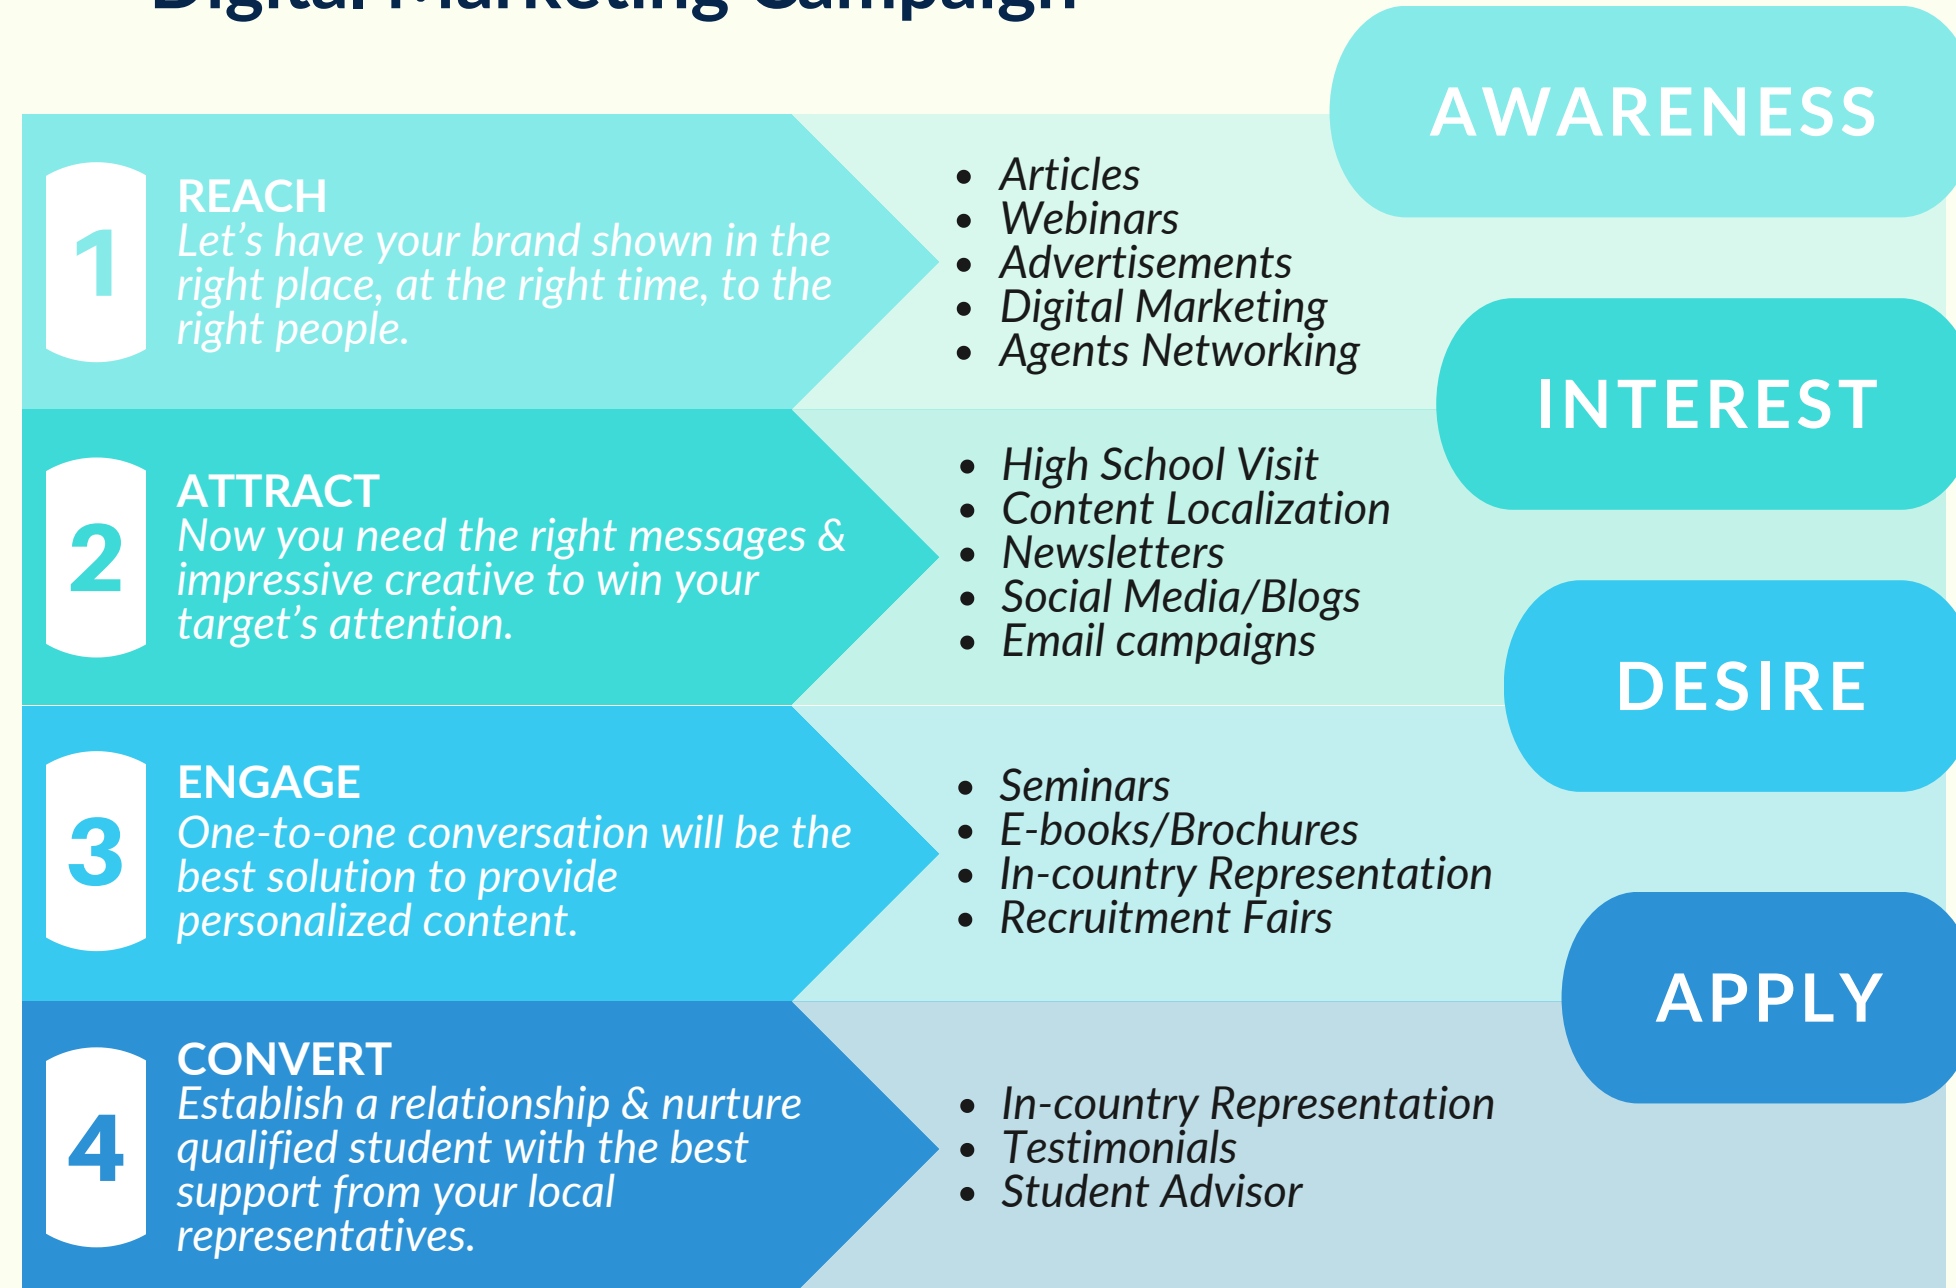 Digital Marketing Campaign
AWARENESS
1
REACH
Let's have your brand shown in the
right place, at the right time, to the
right people.
• Articles
• Webinars
• Advertisements
• Digital Marketing
• Agents Networking
INTEREST
2
ATTRACT
Now you need the right messages &
impressive creative to win your
target's attention.
• High School Visit
• Content Localization
• Newsletters
• Social Media/Blogs
• Email campaigns
DESIRE
3
ENGAGE
One-to-one conversation will be the
best solution to provide
personalized content.
• Seminars
• E-books/Brochures
• In-country Representation
• Recruitment Fairs
APPLY
4
CONVERT
Establish a relationship & nurture
qualified student with the best
support from your local
representatives.
• In-country Representation
• Testimonials
• Student Advisor